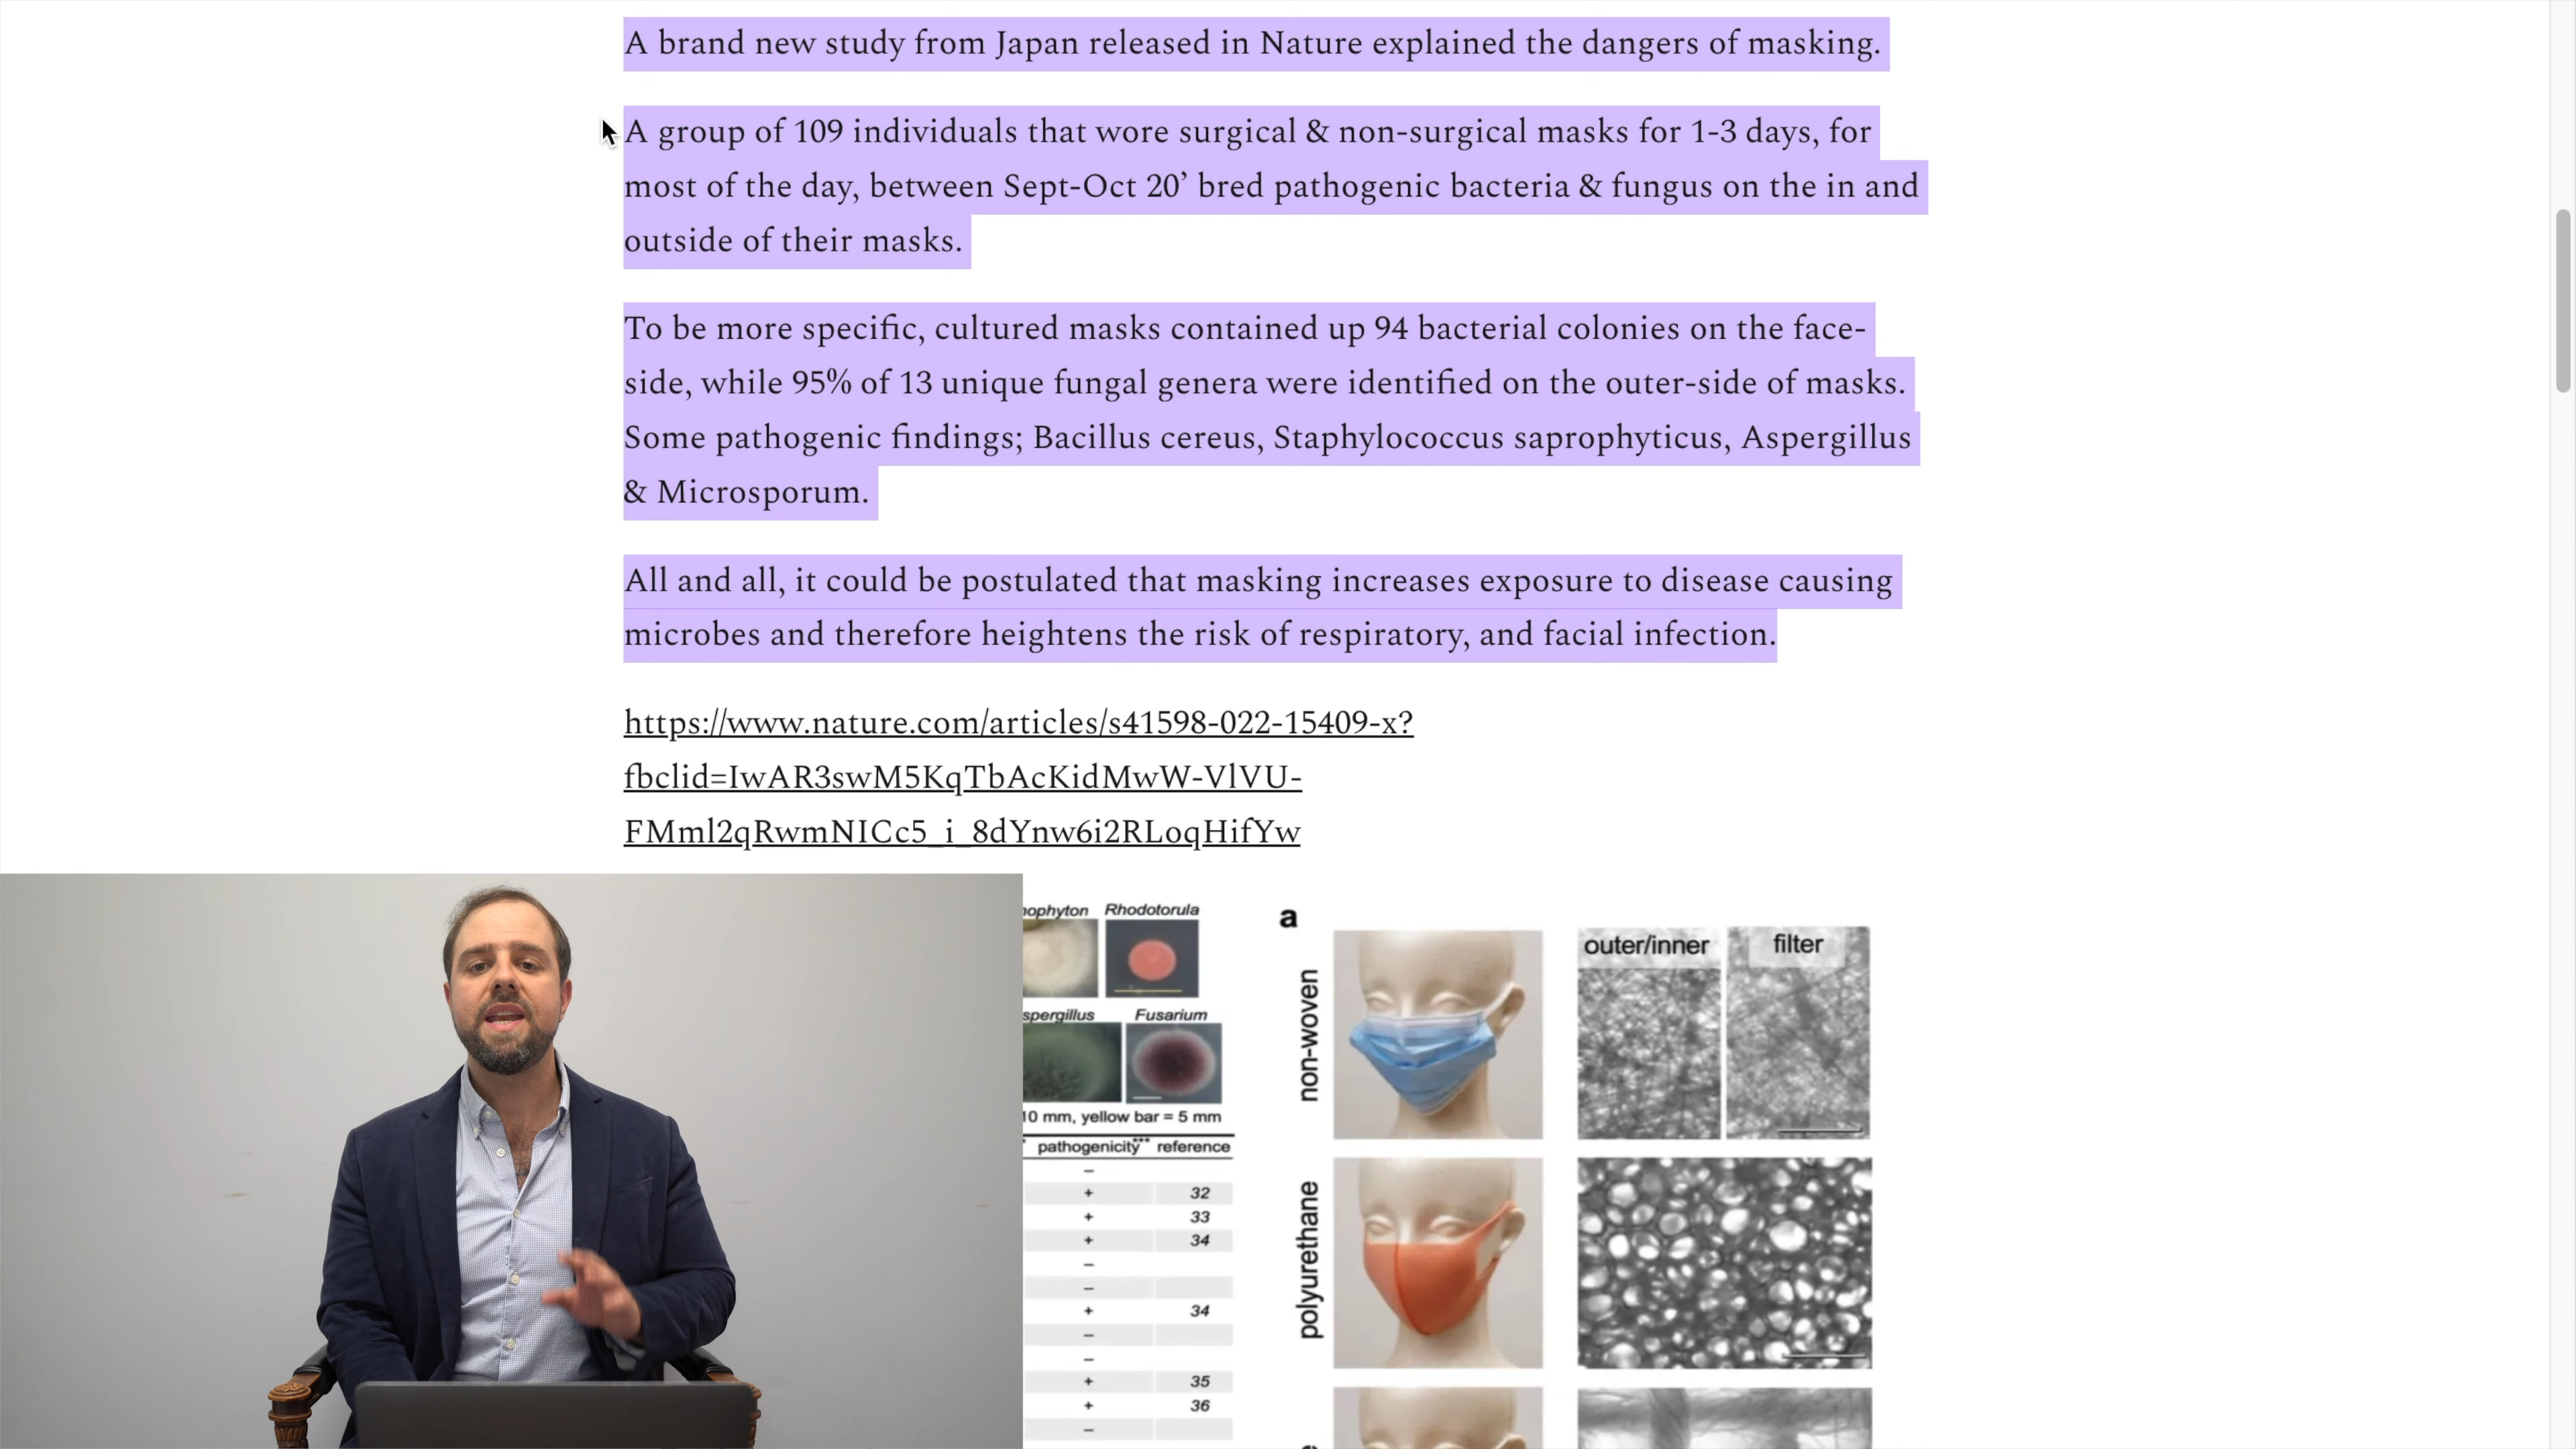 A brand new study from Japan released in Nature explained the dangers of masking.
A group of 109 individuals that wore surgical & non-surgical masks for 1-3 days, for
most of the day, between Sept-Oct 20’ bred pathogenic bacteria & fungus on the in and
outside of their masks.
To be more specific, cultured masks contained up 94 bacterial colonies on the face-
side, while 95% of 13 unique fungal genera were identified on the outer-side of masks.
Some pathogenic findings; Bacillus cereus, Staphylococcus saprophyticus, Aspergillus
& Microsporum.
All and all, it could be postulated that masking increases exposure to disease causing
microbes and therefore heightens the risk of respiratory, and facial infection.
https://www.nature.com/articles/s41598-022-15409-x?
fbclid=IwAR3swM5KqTbAcKidMwW-VlVU-
FMml2qRwmNICc5_i_8dYnw6i2RLoqHifYw
ophyton Rhodotorula
spergillus Fusarium
10 mm, yellow bar = 5 mm
pathogenicity*** reference
–
+ 32
+ 33
+ 34
–
–
+ 34
–
–
+ 35
+ 36
–
a
outer/inner filter
non-woven
polyurethane